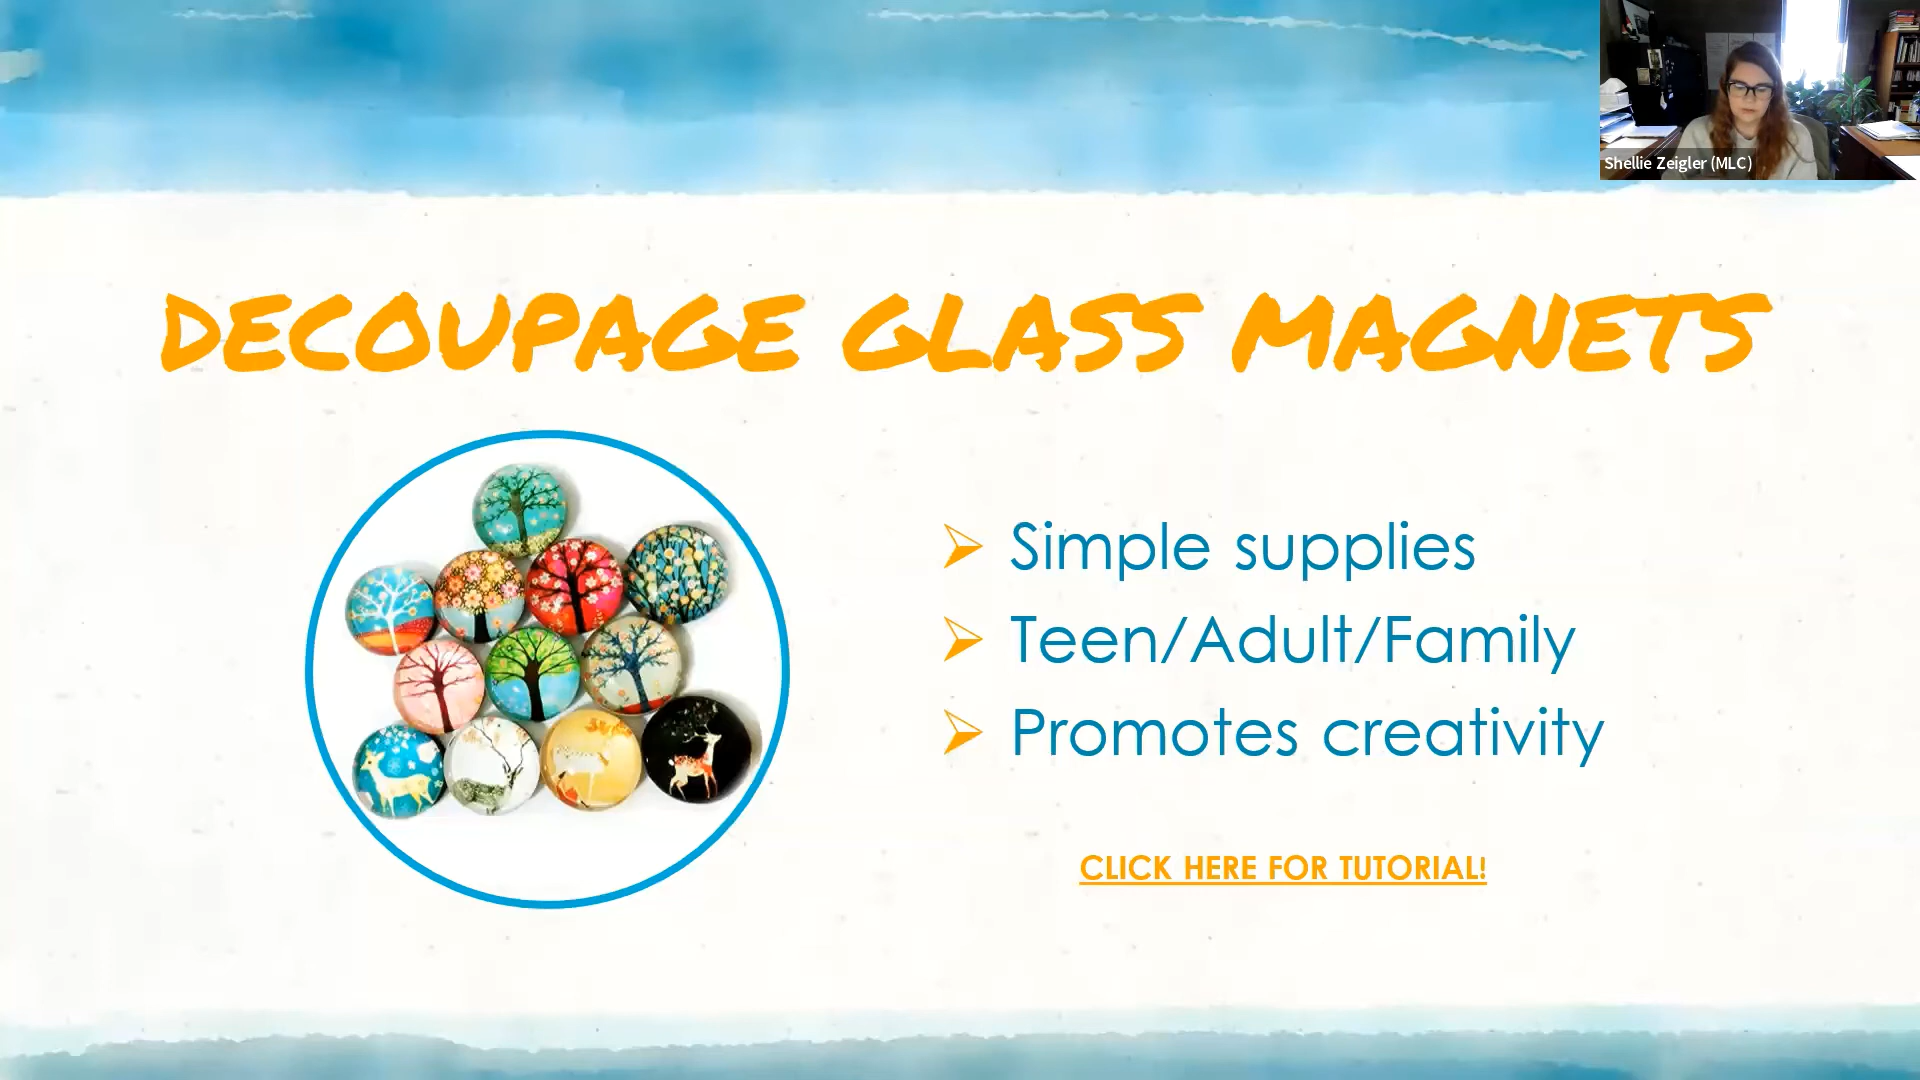 Shellie Zeigler (MLC)
DECOUPAGE GLASS MAGNETS
Simple supplies
Teen/Adult/Family
Promotes creativity
CLICK HERE FOR TUTORIAL!